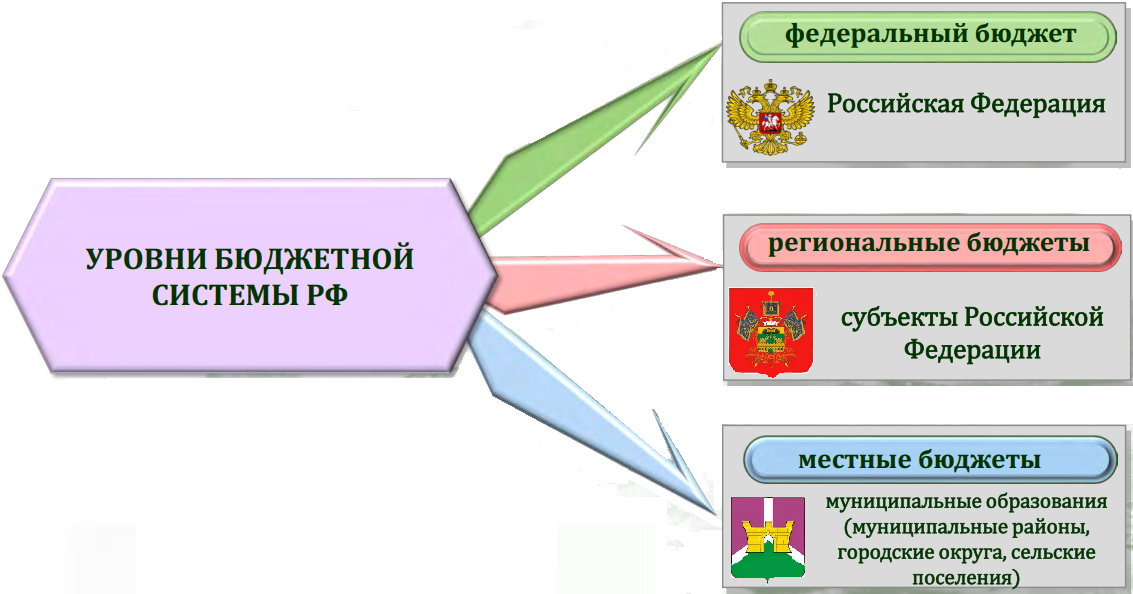 федеральный бюджет
Российская Федерация
УРОВНИ БЮДЖЕТНОЙ
СИСТЕМЫ РФ
региональные бюджеты
субъекты Российской
Федерации
местные бюджеты
муниципальные образования
(муниципальные районы,
городские округа, сельские
поселения)